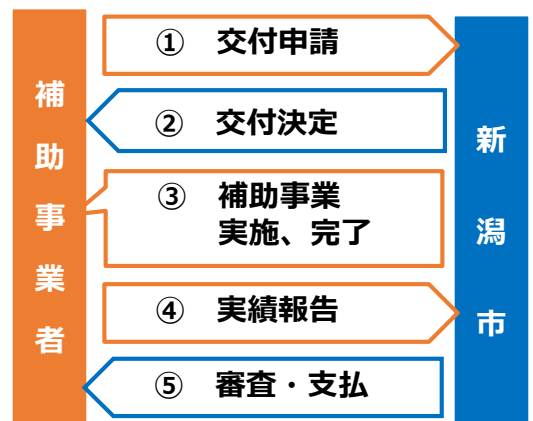 補助事業者
① 交付申請
② 交付決定
③ 補助事業
実施、完了
④ 実績報告
⑤ 審査・支払
新潟市